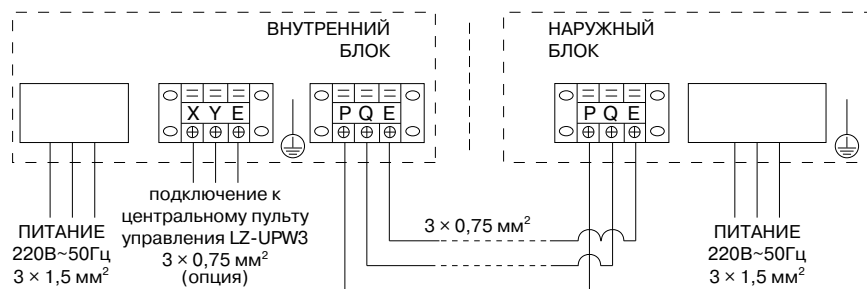 ВНУТРЕННИЙ
БЛОК
НАРУЖНЫЙ
БЛОК
X Y E
P Q E
P Q E
подключение к
центральному пульту
управления LZ-UPW3
3 × 0,75 мм²
(опция)
ПИТАНИЕ
220В~50Гц
3 × 1,5 мм²
3 × 0,75 мм²
ПИТАНИЕ
220В~50Гц
3 × 1,5 мм²